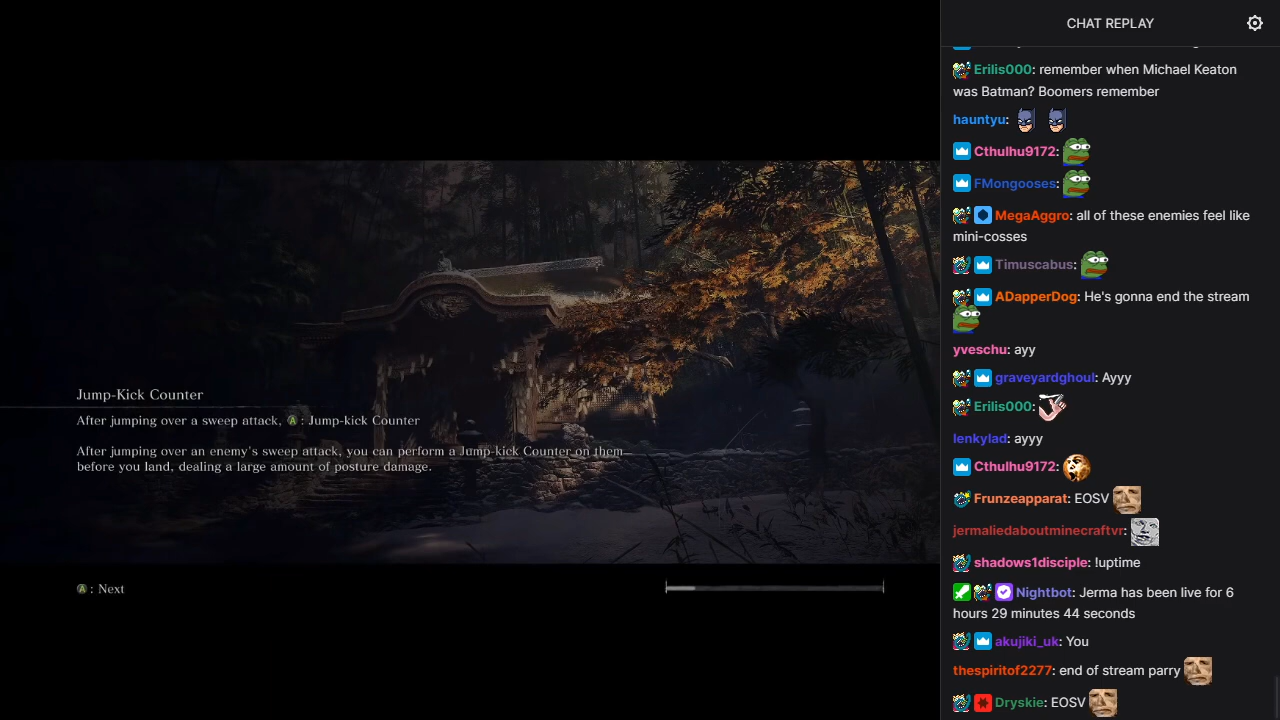 Jump-Kick Counter
After jumping over a sweep attack, A : Jump-kick Counter
After jumping over an enemy's sweep attack, you can perform a Jump-kick Counter on them
before you land, dealing a large amount of posture damage.
A : Next
CHAT REPLAY
Erilis000: remember when Michael Keaton
was Batman? Boomers remember
hauntyu:
Cthulhu9172:
FMongooses:
MegaAggro: all of these enemies feel like
mini-cosses
Timuscabus:
ADapperDog: He's gonna end the stream
yveschu: ayy
graveyardghoul: Ayyy
Erilis000:
lenkylad: ayyy
Cthulhu9172:
Frunzeapparat: EOSV
jermaliedaboutminecraftvr:
shadows1disciple: !uptime
Nightbot: Jerma has been live for 6
hours 29 minutes 44 seconds
akujiki_uk: You
thespiritof2277: end of stream parry
Dryskie: EOSV